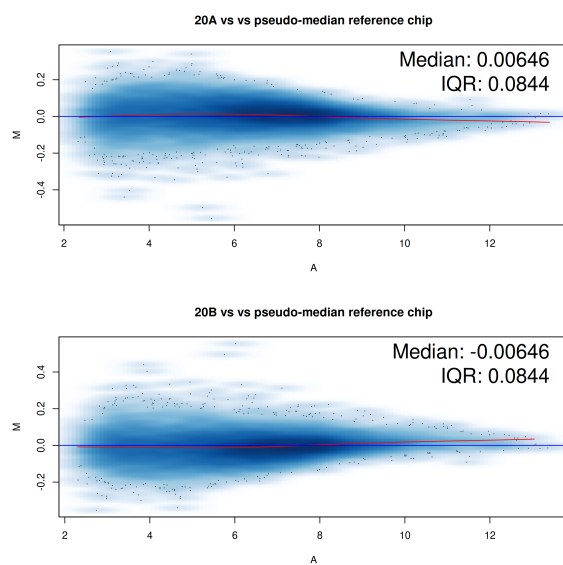 20A vs vs pseudo-median reference chip
Median: 0.00646
IQR: 0.0844
M
0.2
0.0
-0.2
-0.4
2 4 6 8 10 12
A
20B vs vs pseudo-median reference chip
Median: -0.00646
IQR: 0.0844
M
0.4
0.2
0.0
-0.2
2 4 6 8 10 12
A